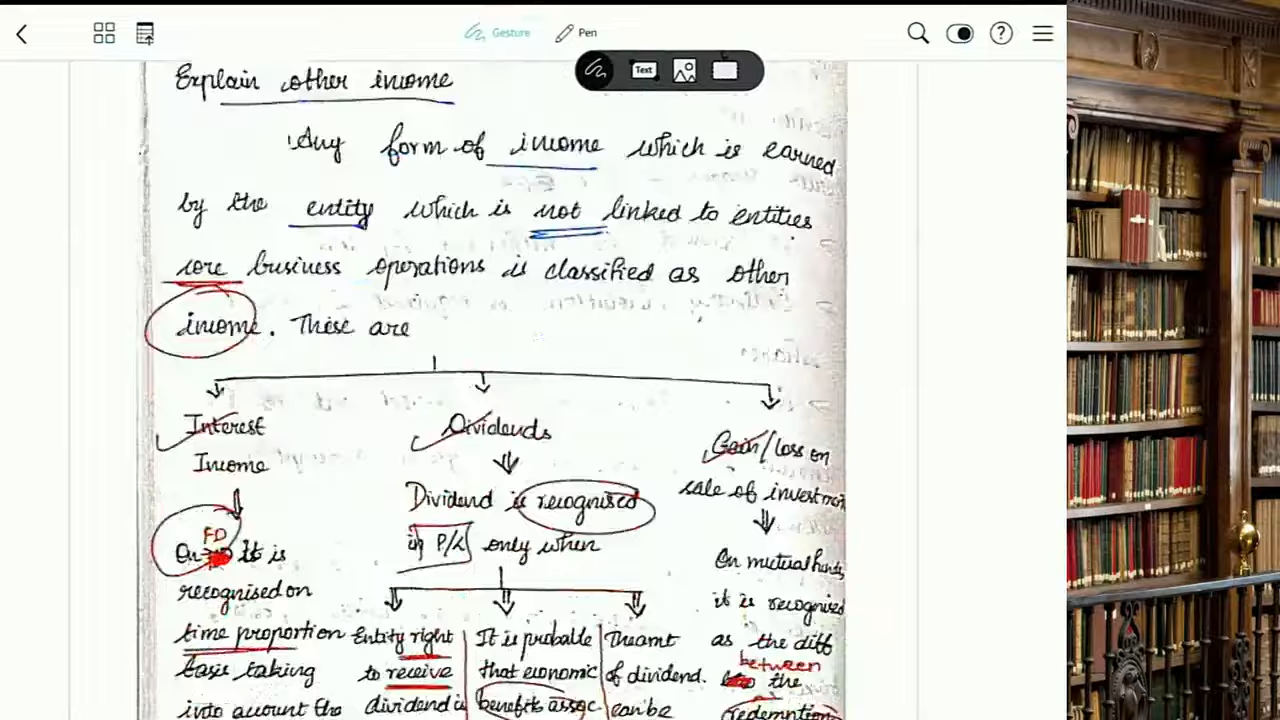 Gesture
Pen
Text
Explain other income
Any form of income which is earned
by the entity which is not linked to entities
core business operations is classified as other
income. These are
Interest
Income
FD
On It is
recognised on
time proportion
basis taking
into account the
Dividends
Dividend is recognised
in P/L only when
Entity right
to receive
dividend is
It is probable
that economic
benefits assoc
The amt
of dividend.
can be
Gain/loss on
sale of
On mutual funds
it is recognised
as the diff
between
the
redemption